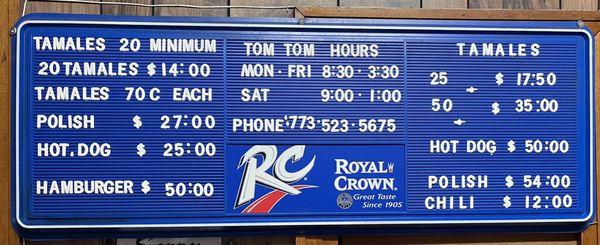 TAMALES 20 MINIMUM
20 TAMALES $14:00
TAMALES 70C EACH
POLISH $ 27:00
HOT.DOG $ 25:00
HAMBURGER $ 50:00
TOM TOM HOURS
MON·FRI 8:30·3:30
SAT 9:00·1:00
PHONE 773·523·5675
RC
ROYAL CROWN
Great Taste
Since 1905
TAMALES
25 $ 17:50
50 $ 35:00
HOT DOG $ 50:00
POLISH $ 54:00
CHILI $ 12:00